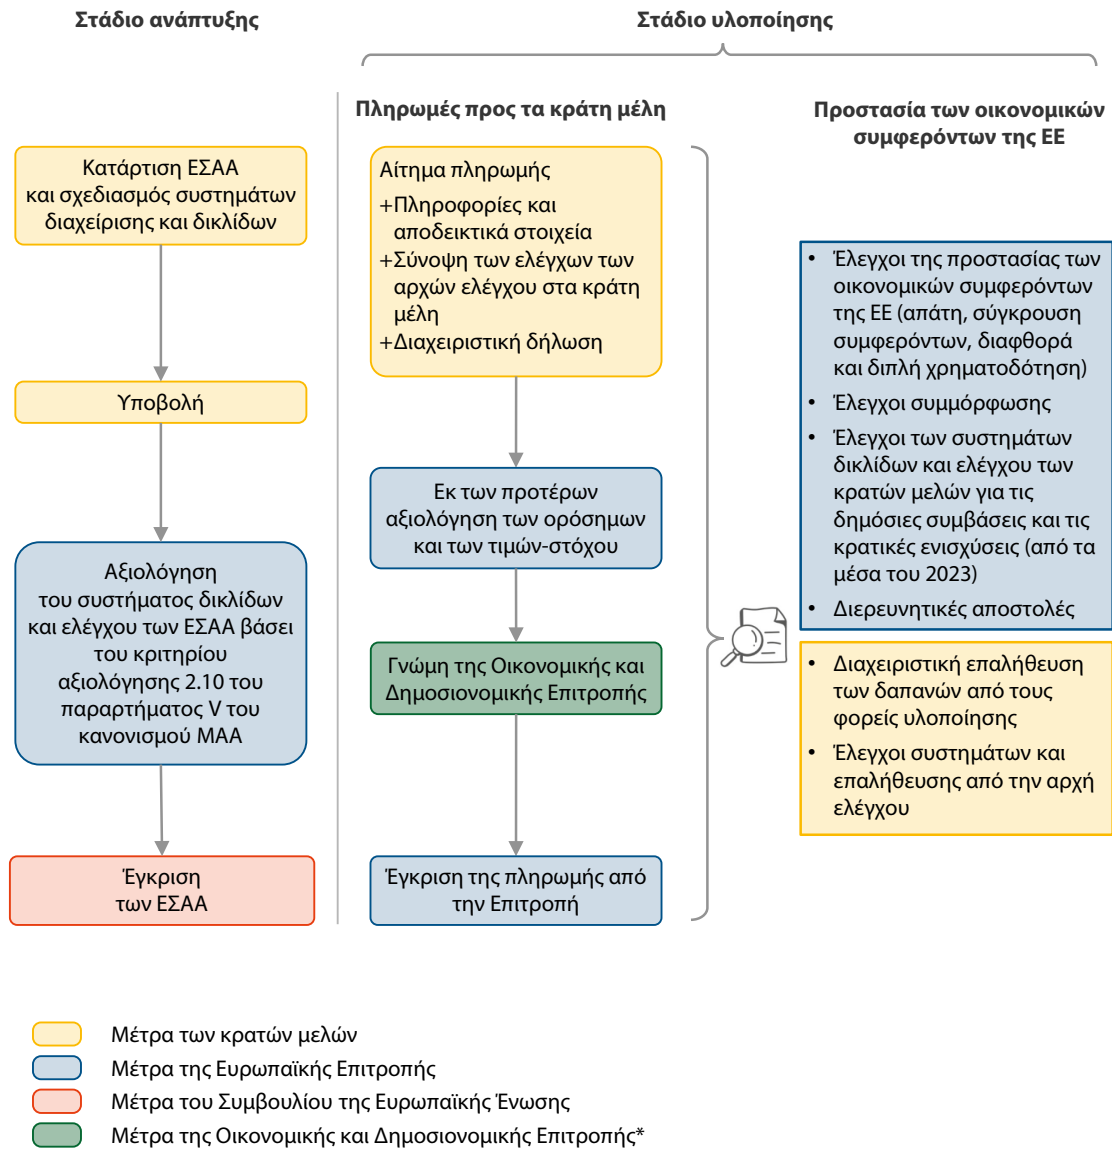 Στάδιο ανάπτυξης
Στάδιο υλοποίησης
Πληρωμές προς τα κράτη μέλη
Προστασία των οικονομικών
συμφερόντων της ΕΕ
Κατάρτιση ΕΣΑΑ
και σχεδιασμός συστημάτων
διαχείρισης και δικλίδων
Υποβολή
Αξιολόγηση
του συστήματος δικλίδων
και ελέγχου των ΕΣΑΑ βάσει
του κριτηρίου
αξιολόγησης 2.10 του
παραρτήματος V του
κανονισμού ΜΑΑ
Έγκριση
των ΕΣΑΑ
Αίτημα πληρωμής
+Πληροφορίες και
αποδεικτικά στοιχεία
+Σύνοψη των ελέγχων των
αρχών ελέγχου στα κράτη
μέλη
+Διαχειριστική δήλωση
Εκ των προτέρων
αξιολόγηση των ορόσημων
και των τιμών-στόχου
Γνώμη της Οικονομικής και
Δημοσιονομικής Επιτροπής
Έγκριση της πληρωμής από
την Επιτροπή
• Έλεγχοι της προστασίας των
οικονομικών συμφερόντων
της ΕΕ (απάτη, σύγκρουση
συμφερόντων, διαφθορά
και διπλή χρηματοδότηση)
• Έλεγχοι συμμόρφωσης
• Έλεγχοι των συστημάτων
δικλίδων και ελέγχου των
κρατών μελών για τις
δημόσιες συμβάσεις και τις
κρατικές ενισχύσεις (από τα
μέσα του 2023)
• Διερευνητικές αποστολές
• Διαχειριστική επαλήθευση
των δαπανών από τους
φορείς υλοποίησης
• Έλεγχοι συστημάτων και
επαλήθευσης από την αρχή
ελέγχου
Μέτρα των κρατών μελών
Μέτρα της Ευρωπαϊκής Επιτροπής
Μέτρα του Συμβουλίου της Ευρωπαϊκής Ένωσης
Μέτρα της Οικονομικής και Δημοσιονομικής Επιτροπής*